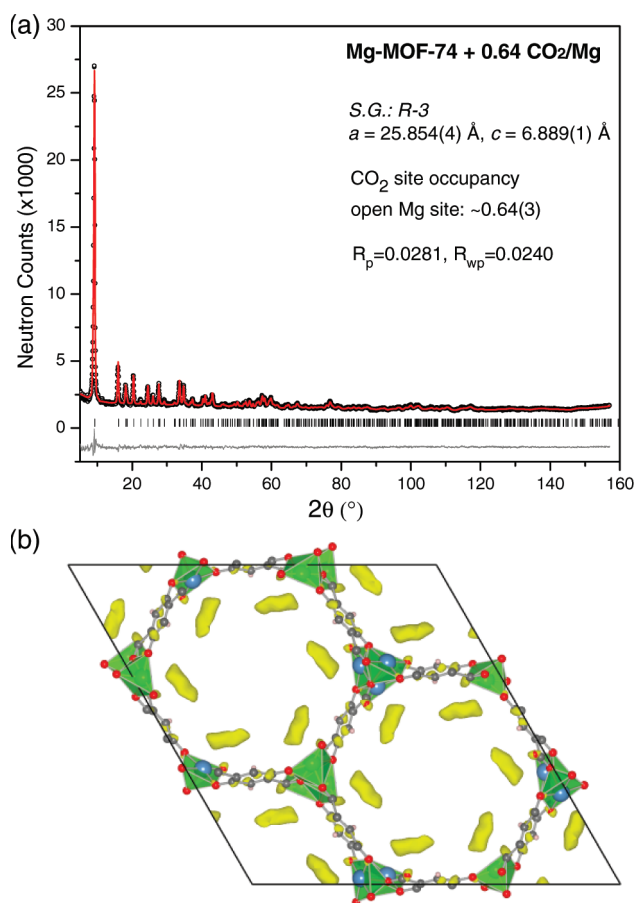 (a)
Mg-MOF-74 + 0.64 CO₂/Mg
S.G.: R-3
a = 25.854(4) Å, c = 6.889(1) Å
CO₂ site occupancy
open Mg site: ~0.64(3)
Rₚ=0.0281, R_wp=0.0240
Neutron Counts (x1000)
30
25
20
15
10
5
0
20 40 60 80 100 120 140 160
2θ (°)
(b)